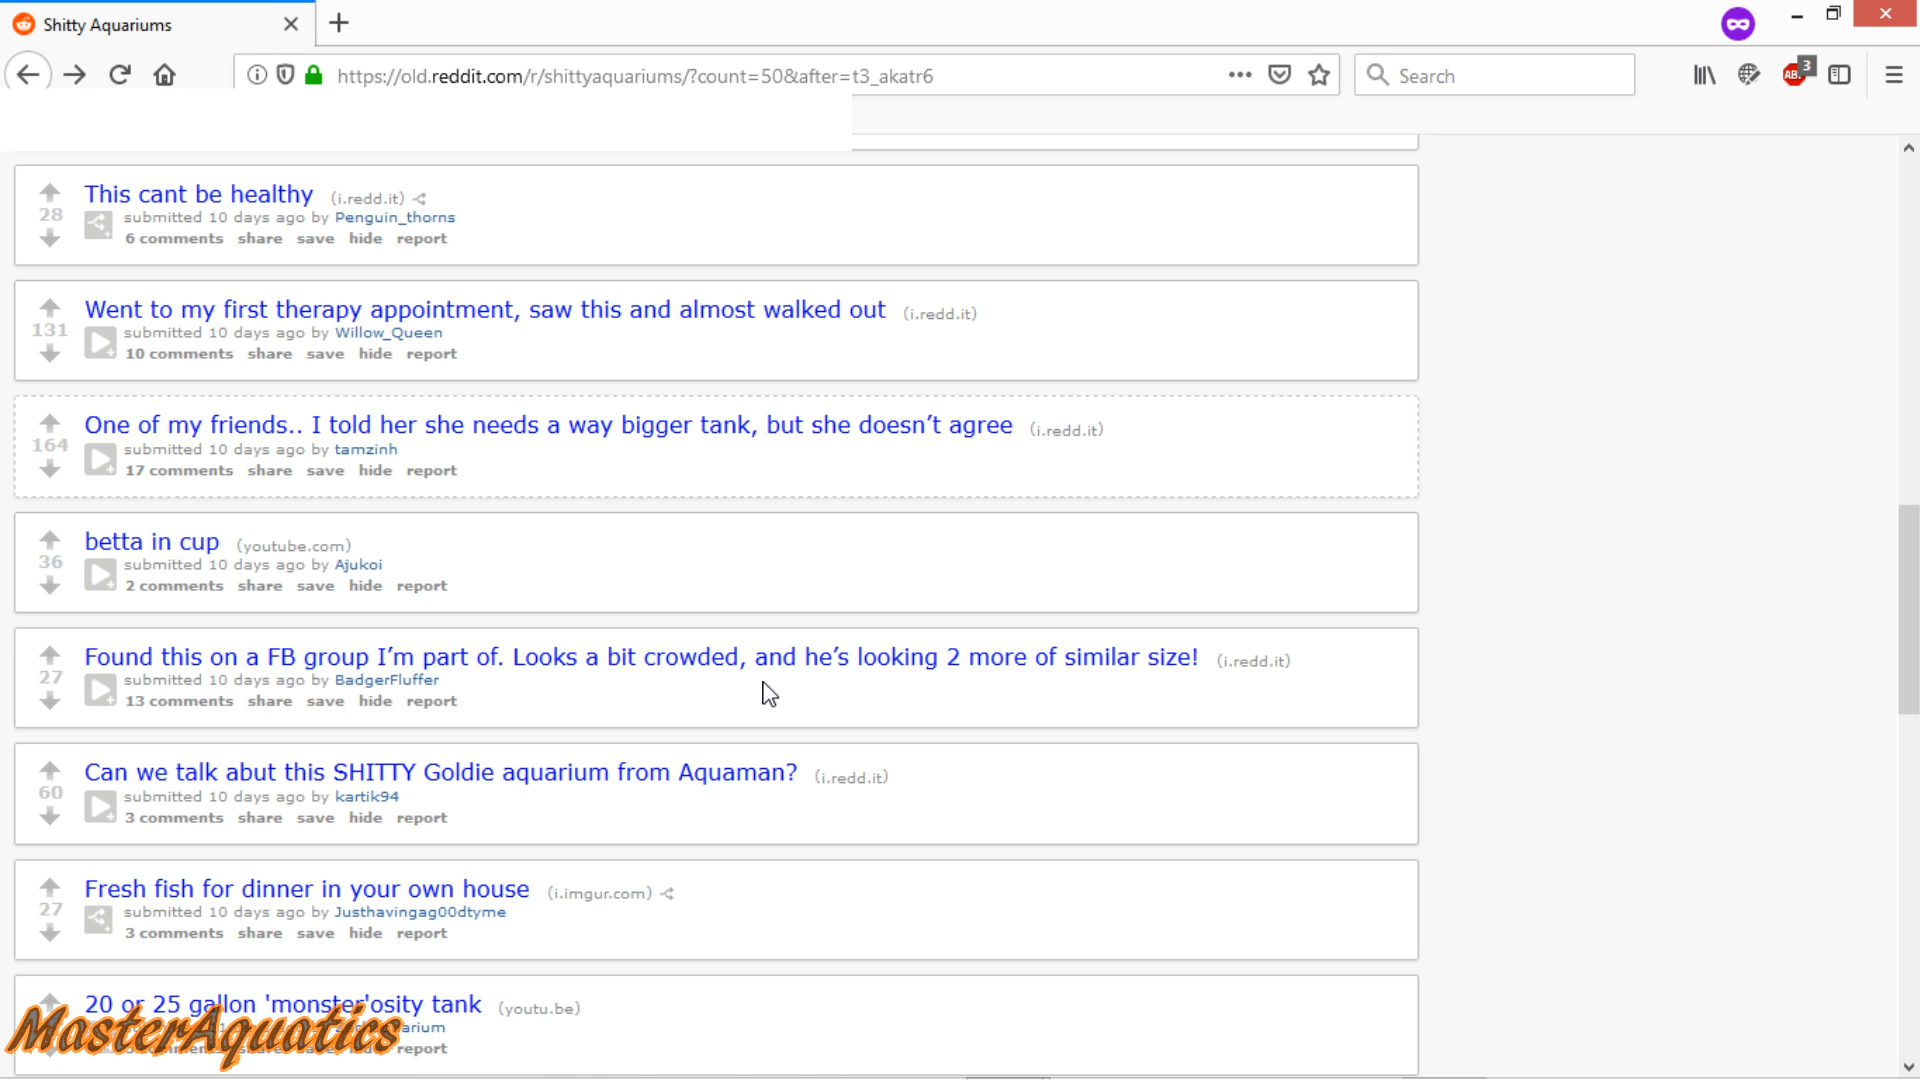 Shitty Aquariums
https://old.reddit.com/r/shittyaquariums/?count=50&after=t3_akatr6
Search
ABP
3
This cant be healthy (i.redd.it)
28
submitted 10 days ago by Penguin_thorns
6 comments share save hide report
Went to my first therapy appointment, saw this and almost walked out (i.redd.it)
131
submitted 10 days ago by Willow_Queen
10 comments share save hide report
One of my friends.. I told her she needs a way bigger tank, but she doesn’t agree (i.redd.it)
164
submitted 10 days ago by tamzinh
17 comments share save hide report
betta in cup (youtube.com)
36
submitted 10 days ago by Ajukoi
2 comments share save hide report
Found this on a FB group I’m part of. Looks a bit crowded, and he’s looking 2 more of similar size! (i.redd.it)
27
submitted 10 days ago by BadgerFluffer
13 comments share save hide report
Can we talk abut this SHITTY Goldie aquarium from Aquaman? (i.redd.it)
60
submitted 10 days ago by kartik94
3 comments share save hide report
Fresh fish for dinner in your own house (i.imgur.com)
27
submitted 10 days ago by Justhavingag00dtyme
3 comments share save hide report
20 or 25 gallon 'monster'osity tank (youtu.be)
MasterAquatics
report